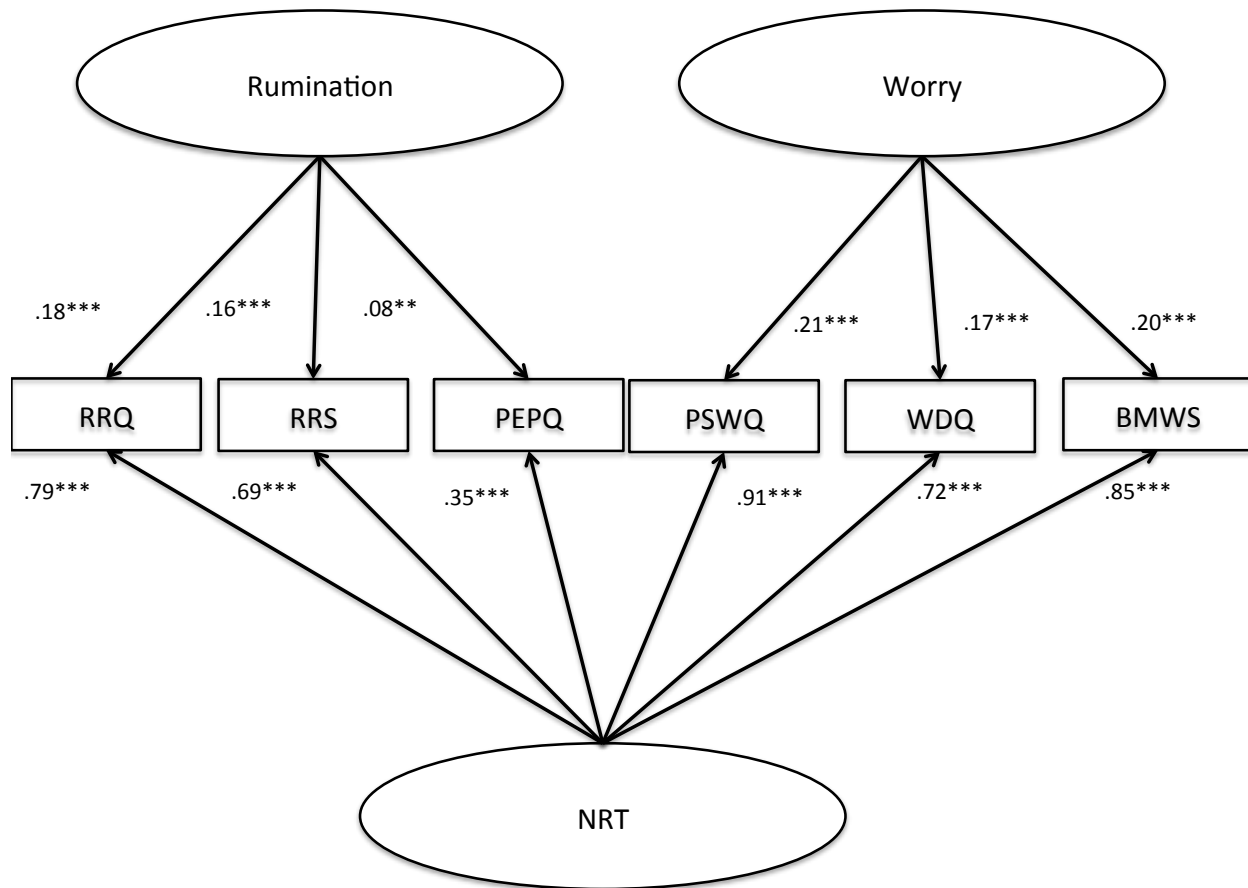 Rumination
Worry
.18***
.16***
.08**
.21***
.17***
.20***
RRQ
RRS
PEPQ
PSWQ
WDQ
BMWS
.79***
.69***
.35***
.91***
.72***
.85***
NRT